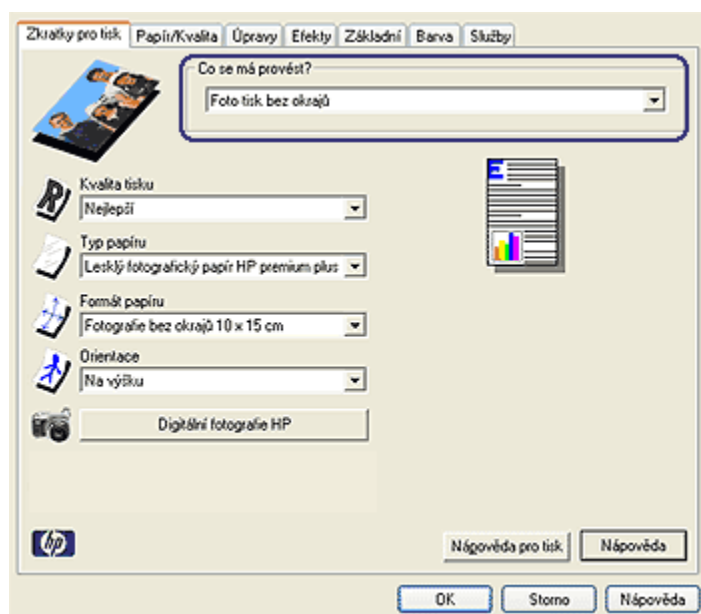 Zkratky pro tisk Papír/Kvalita Úpravy Efekty Základní Barva Služby
Co se má provést?
Foto tisk bez okrajů
Kvalita tisku
Nejlepší
Typ papíru
Lesklý fotografický papír HP premium plus
Formát papíru
Fotografie bez okrajů 10 x 15 cm
Orientace
Na výšku
Digitální fotografie HP
hp
Nápověda pro tisk Nápověda
OK Storno Nápověda